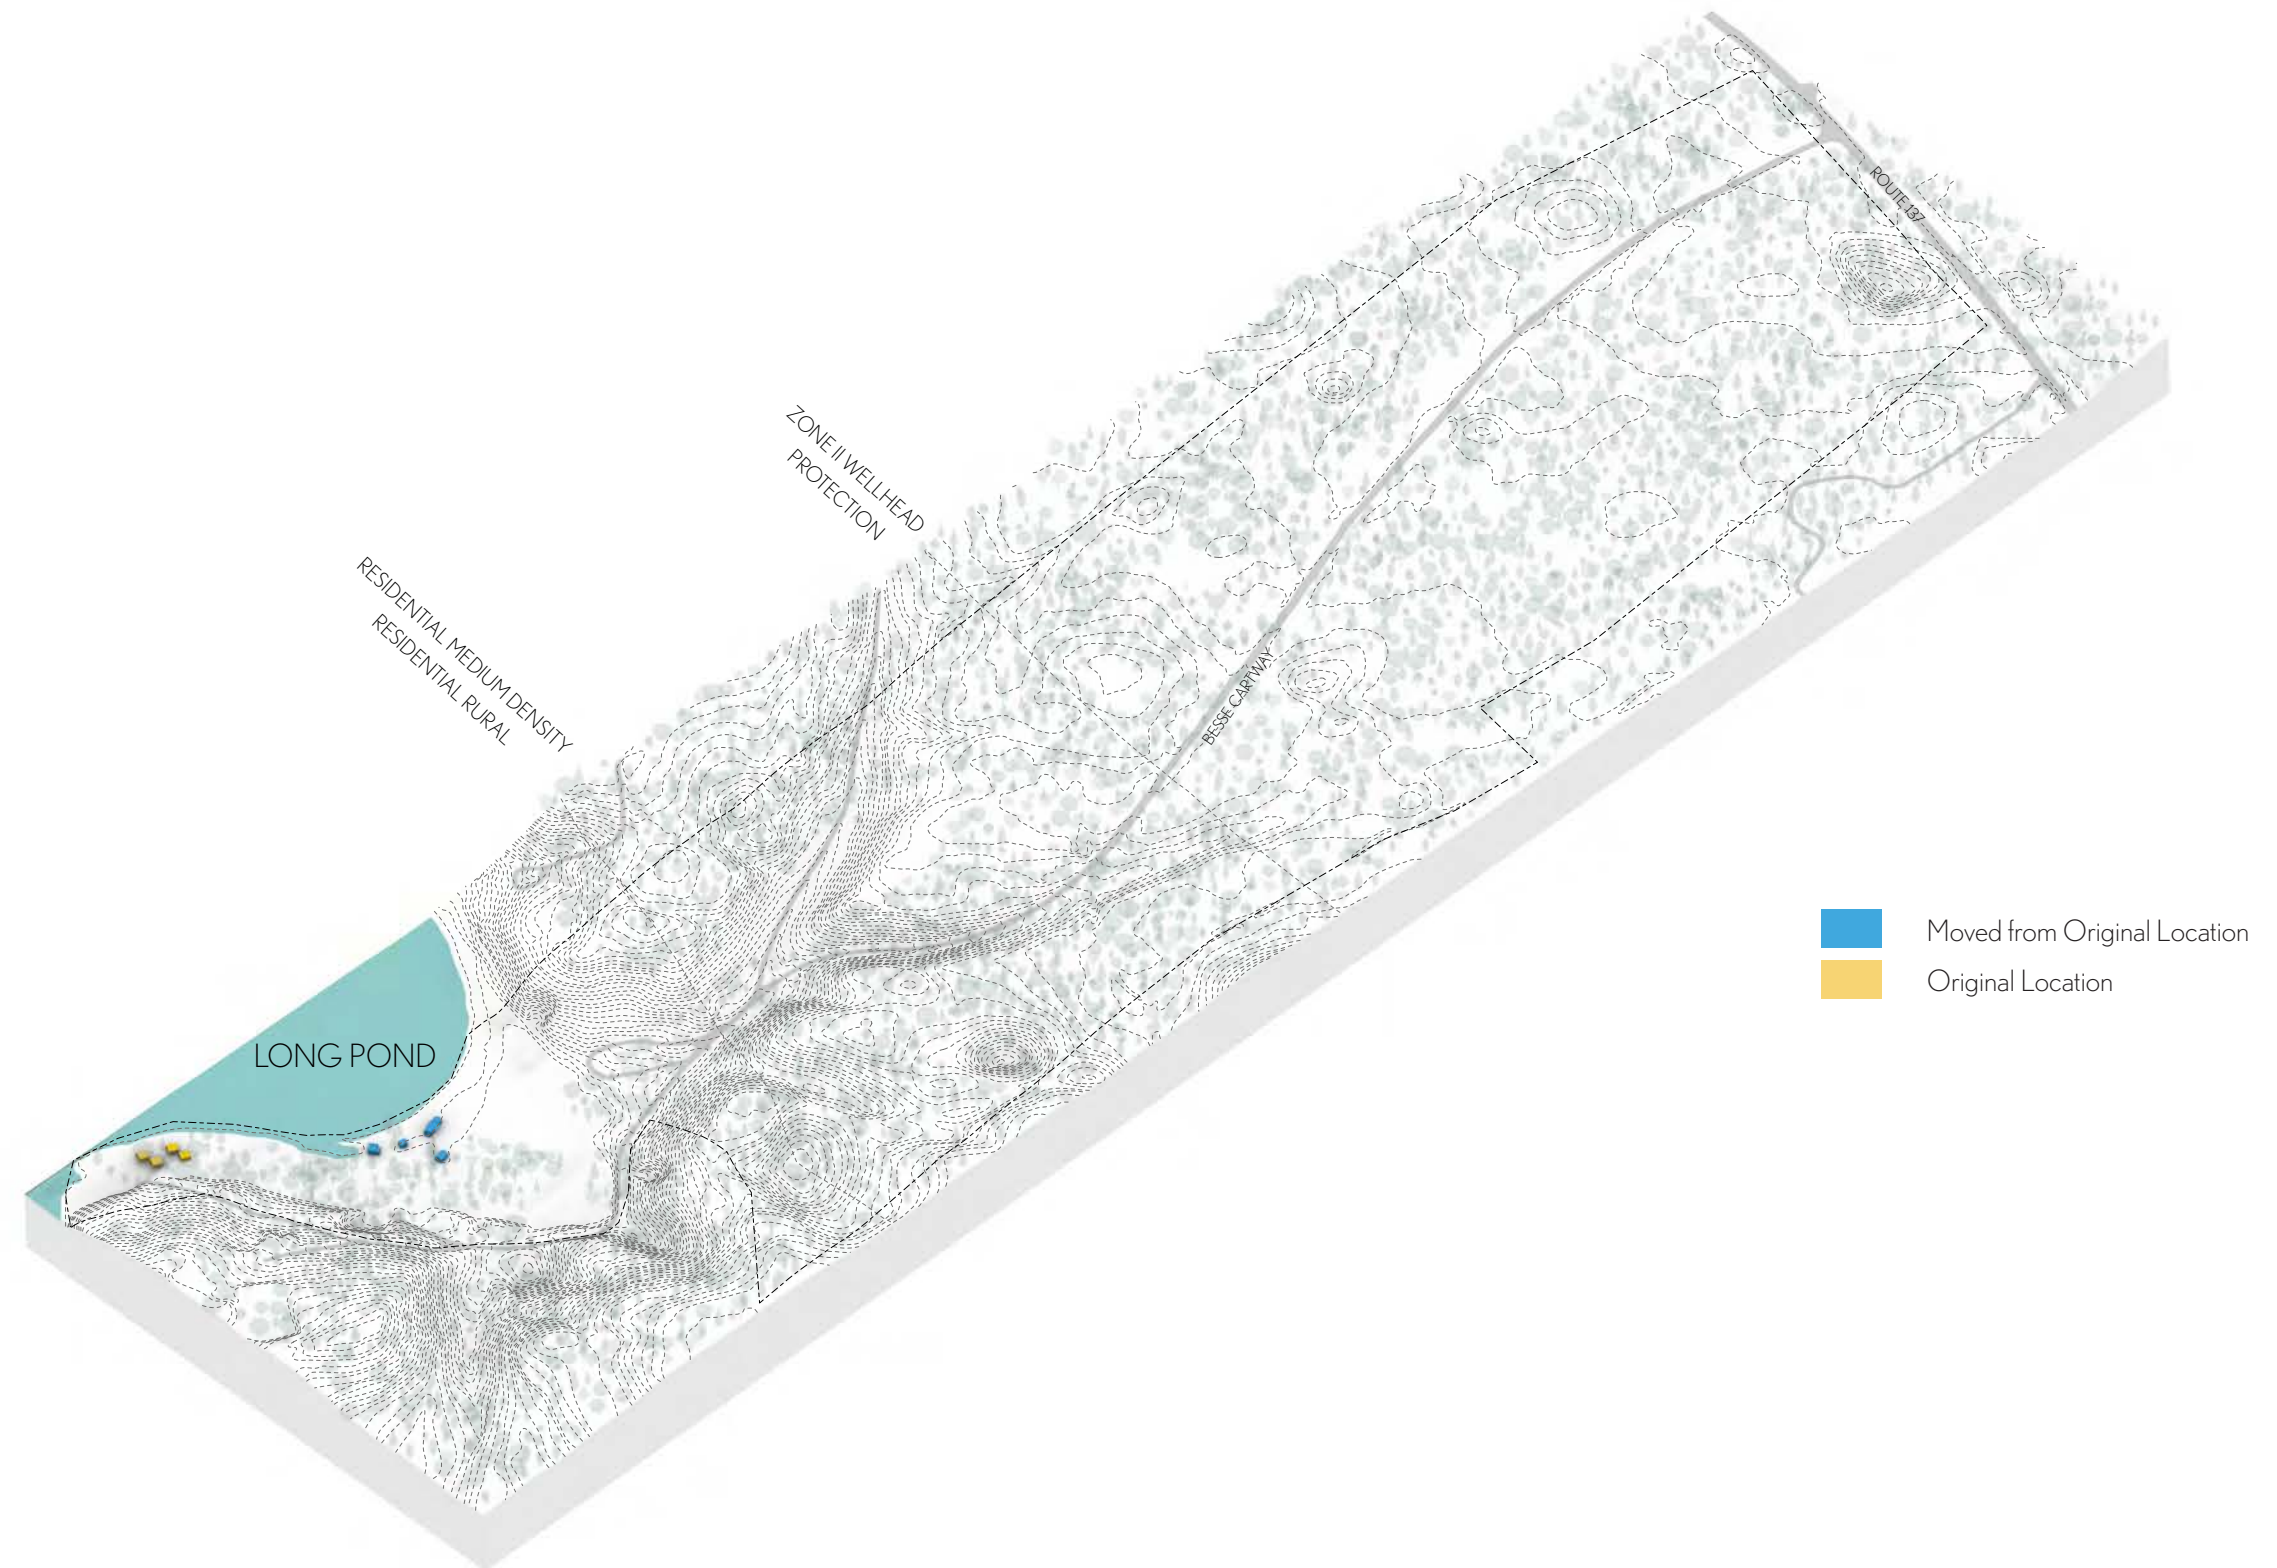 ROUTE 137
ZONE II WELLHEAD
PROTECTION
RESIDENTIAL MEDIUM DENSITY
RESIDENTIAL RURAL
BESSE CARTWAY
Moved from Original Location
Original Location
LONG POND